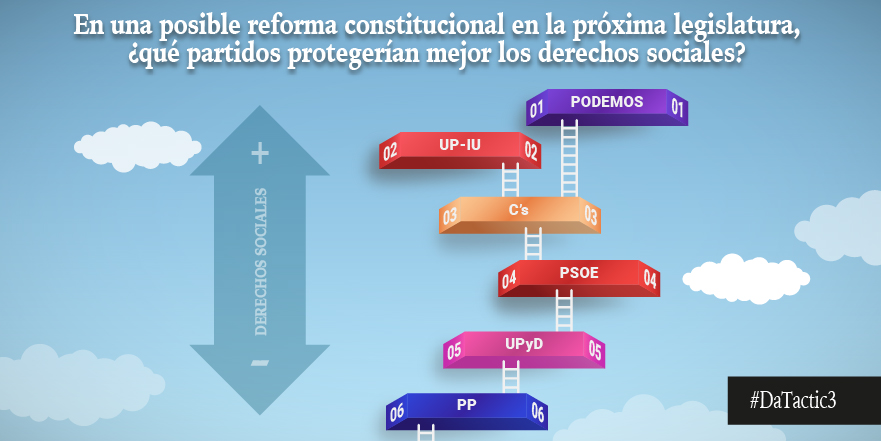 En una posible reforma constitucional en la próxima legislatura,
¿qué partidos protegerían mejor los derechos sociales?
01 PODEMOS 01
02 UP-IU 02
03 C's 03
04 PSOE 04
05 UPyD 05
06 PP 06
+
DERECHOS SOCIALES
-
#DaTactic3